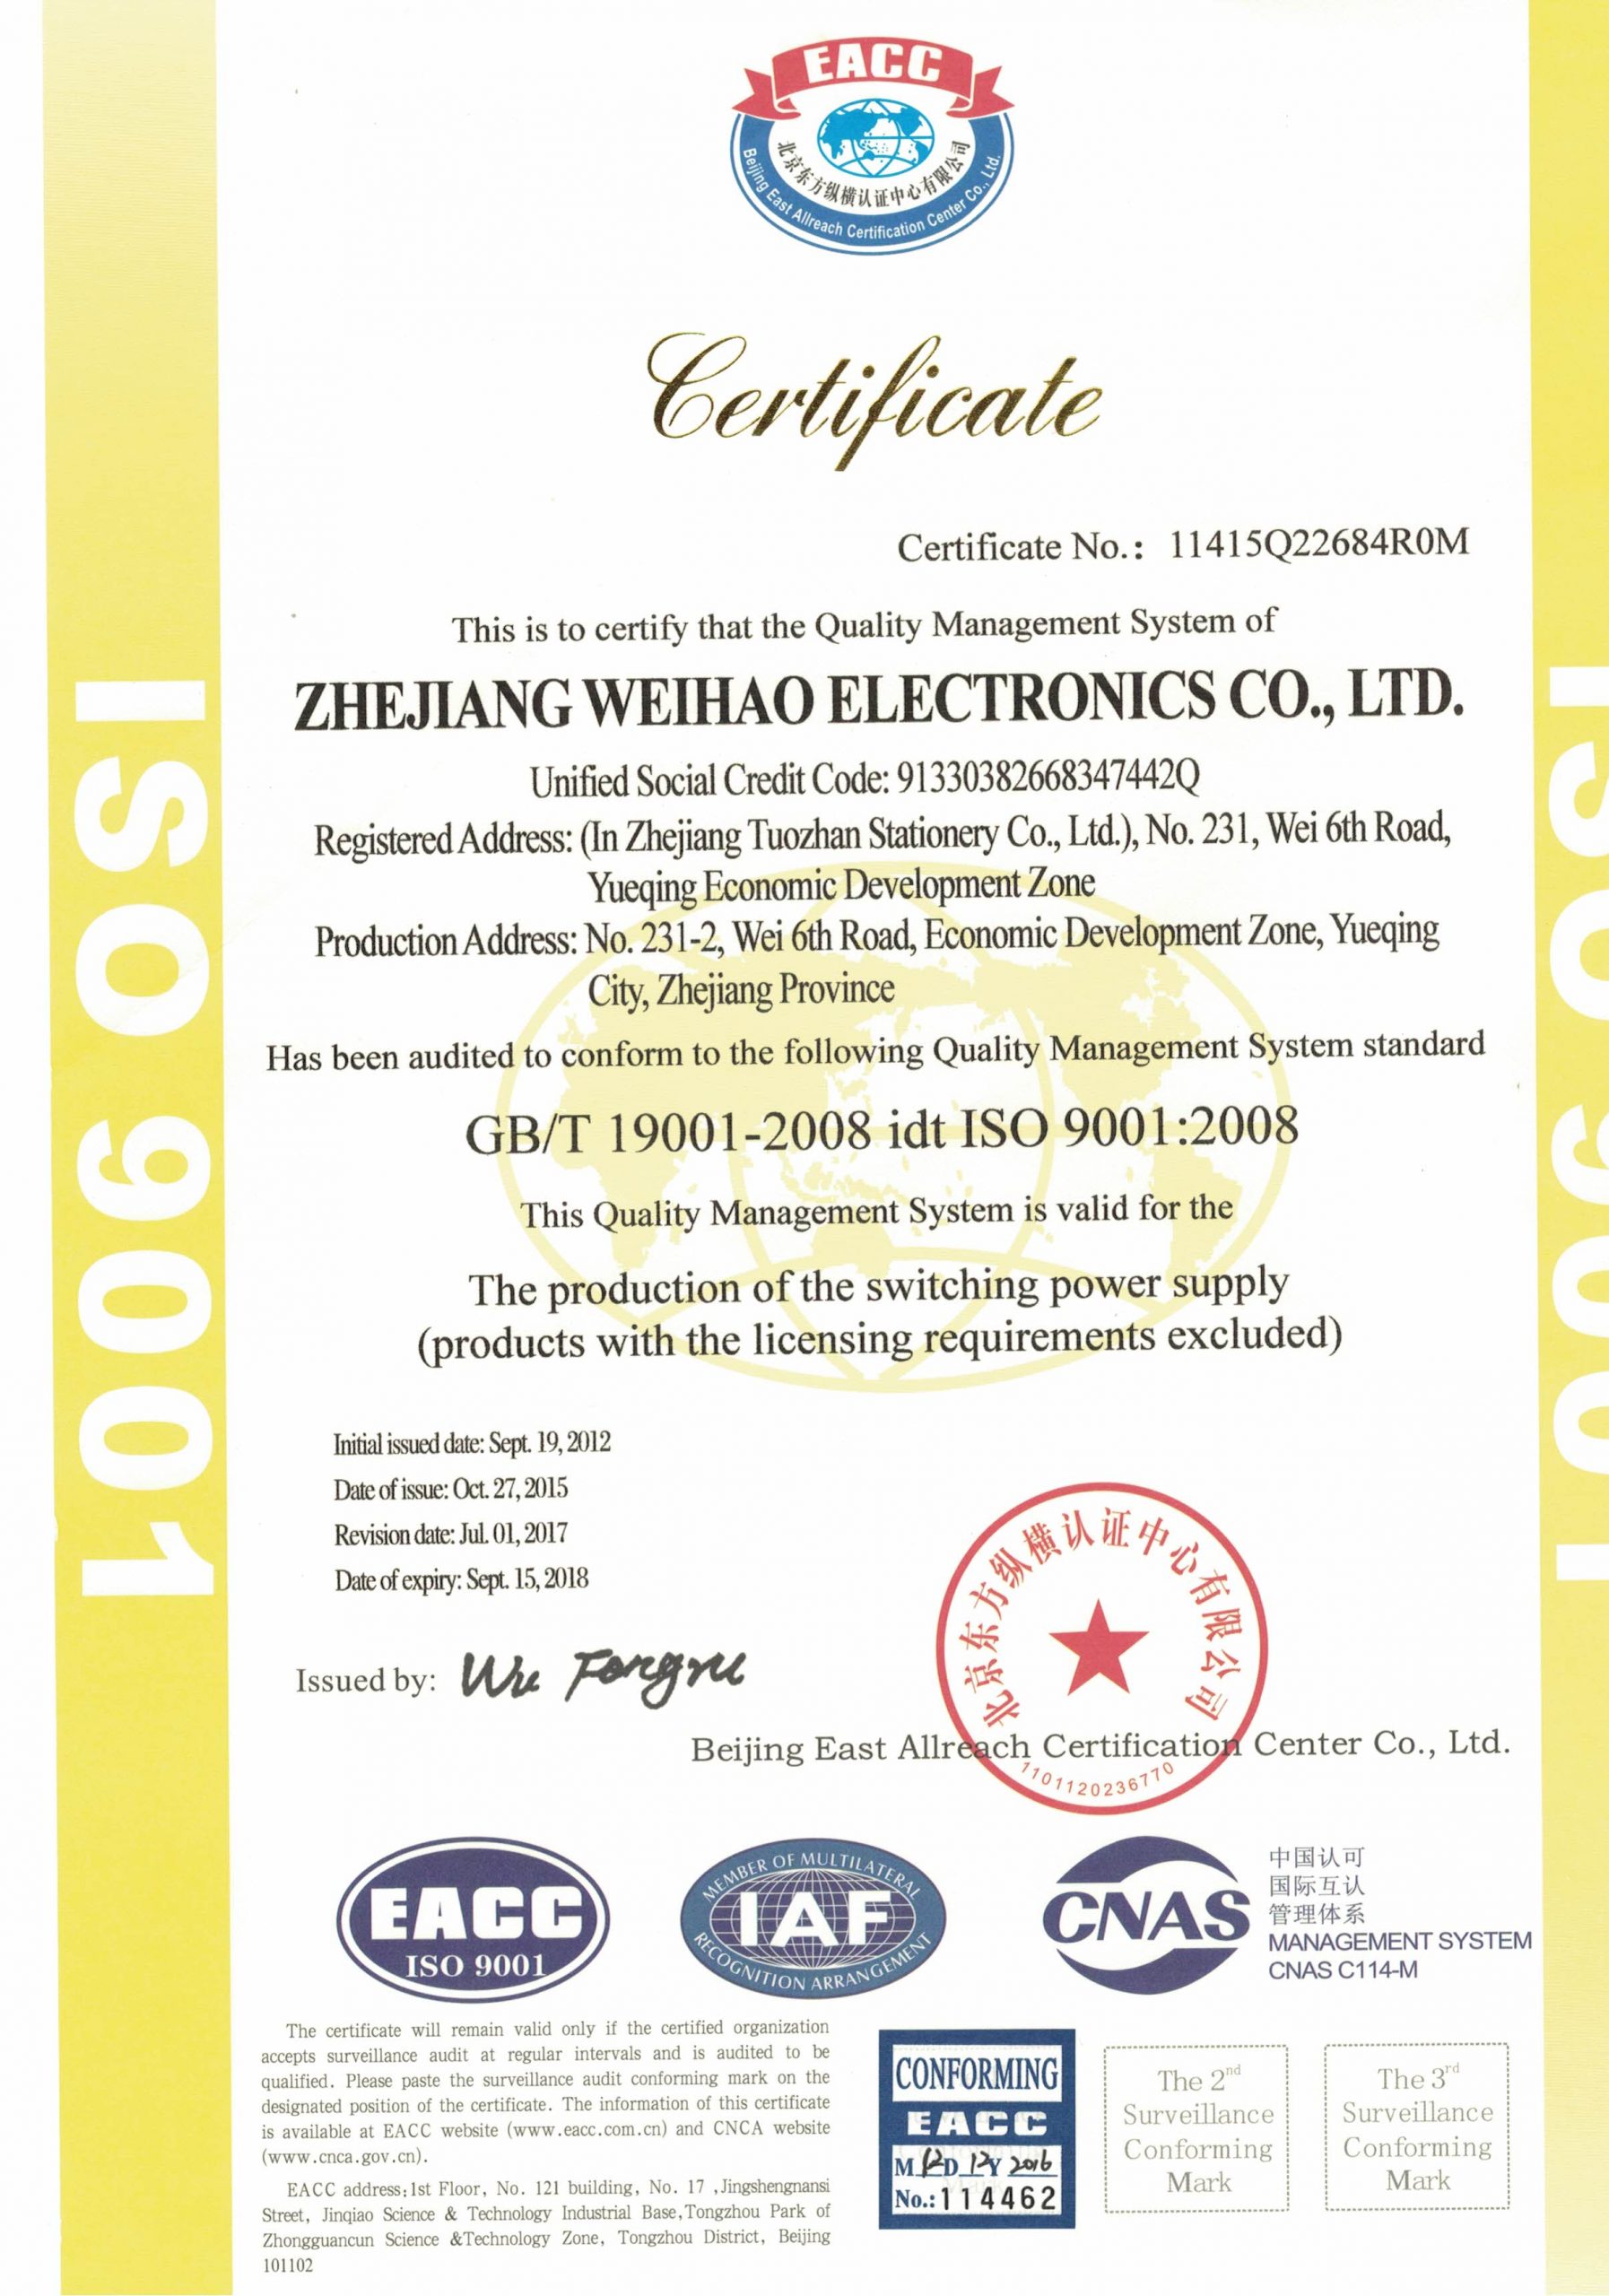 EACC
北京东方纵横认证中心有限公司
Beijing East Allreach Certification Center Co., Ltd.
Certificate
Certificate No.: 11415Q22684R0M
This is to certify that the Quality Management System of
ZHEJIANG WEIHAO ELECTRONICS CO., LTD.
Unified Social Credit Code: 91330382668347442Q
Registered Address: (In Zhejiang Tuozhan Stationery Co., Ltd.), No. 231, Wei 6th Road,
Yueqing Economic Development Zone
Production Address: No. 231-2, Wei 6th Road, Economic Development Zone, Yueqing
City, Zhejiang Province
Has been audited to conform to the following Quality Management System standard
GB/T 19001-2008 idt ISO 9001:2008
This Quality Management System is valid for the
The production of the switching power supply
(products with the licensing requirements excluded)
ISO 9001
ISO 9001
Initial issued date: Sept. 19, 2012
Date of issue: Oct. 27, 2015
Revision date: Jul. 01, 2017
Date of expiry: Sept. 15, 2018
Issued by:
北京东方纵横认证中心有限公司
Beijing East Allreach Certification Center Co., Ltd.
1101120236770
EACC
ISO 9001
MEMBER OF MULTILATERAL
IAF
RECOGNITION ARRANGEMENT
CNAS
中国认可
国际互认
管理体系
MANAGEMENT SYSTEM
CNAS C114-M
The certificate will remain valid only if the certified organization
accepts surveillance audit at regular intervals and is audited to be
qualified. Please paste the surveillance audit conforming mark on the
designated position of the certificate. The information of this certificate
is available at EACC website (www.eacc.com.cn) and CNCA website
(www.cnca.gov.cn).
EACC address:1st Floor, No. 121 building, No. 17 ,Jingshengnansi
Street, Jinqiao Science & Technology Industrial Base,Tongzhou Park of
Zhongguancun Science &Technology Zone, Tongzhou District, Beijing
101102
CONFORMING
EACC
M 12 D 12 Y 2016
No.:114462
The 2nd
Surveillance
Conforming
Mark
The 3rd
Surveillance
Conforming
Mark